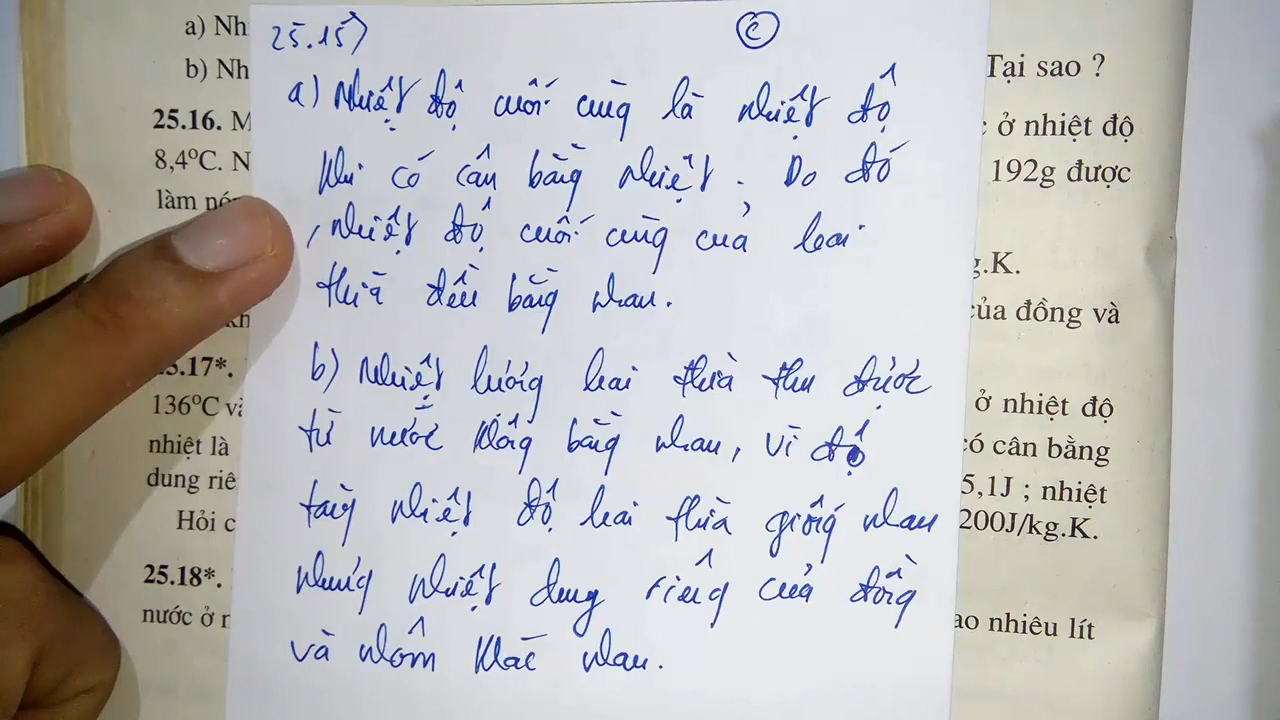 25.15)
a) Nhiệt độ cuối cùng là nhiệt độ
khi có cân bằng nhiệt. Do đó
, nhiệt độ cuối cùng của hai
thìa đều bằng nhau.
b) Nhiệt lượng hai thìa thu được
từ nước không bằng nhau, vì độ
tăng nhiệt độ hai thìa giống nhau
nhưng nhiệt dung riêng của đồng
và nhôm khác nhau.
a) Nh
b) Nh
Tại sao ?
25.16. M
ở nhiệt độ
8,4°C. N
192g được
làm nón
g.K.
của đồng và
25.17*.
136°C và
ở nhiệt độ
nhiệt là
có cân bằng
dung riê
5,1J ; nhiệt
Hỏi c
200J/kg.K.
25.18*.
nước ở n
ao nhiêu lít